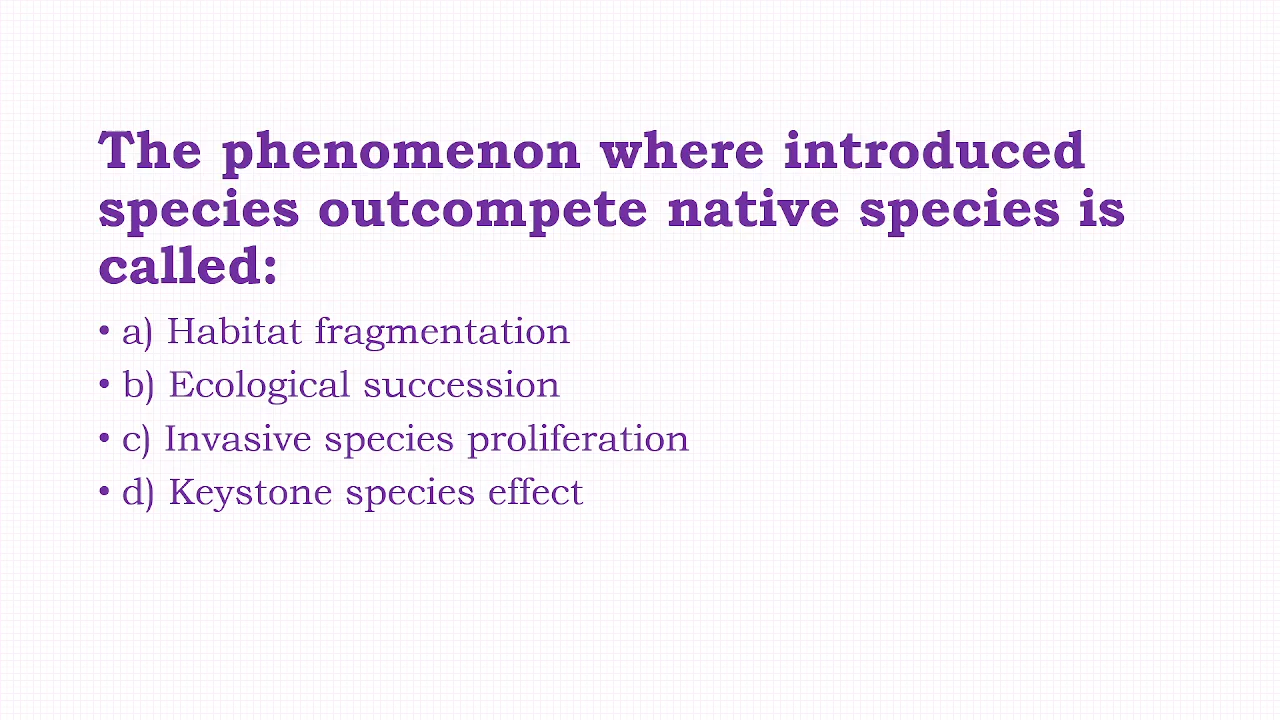 The phenomenon where introduced
species outcompete native species is
called:
• a) Habitat fragmentation
• b) Ecological succession
• c) Invasive species proliferation
• d) Keystone species effect